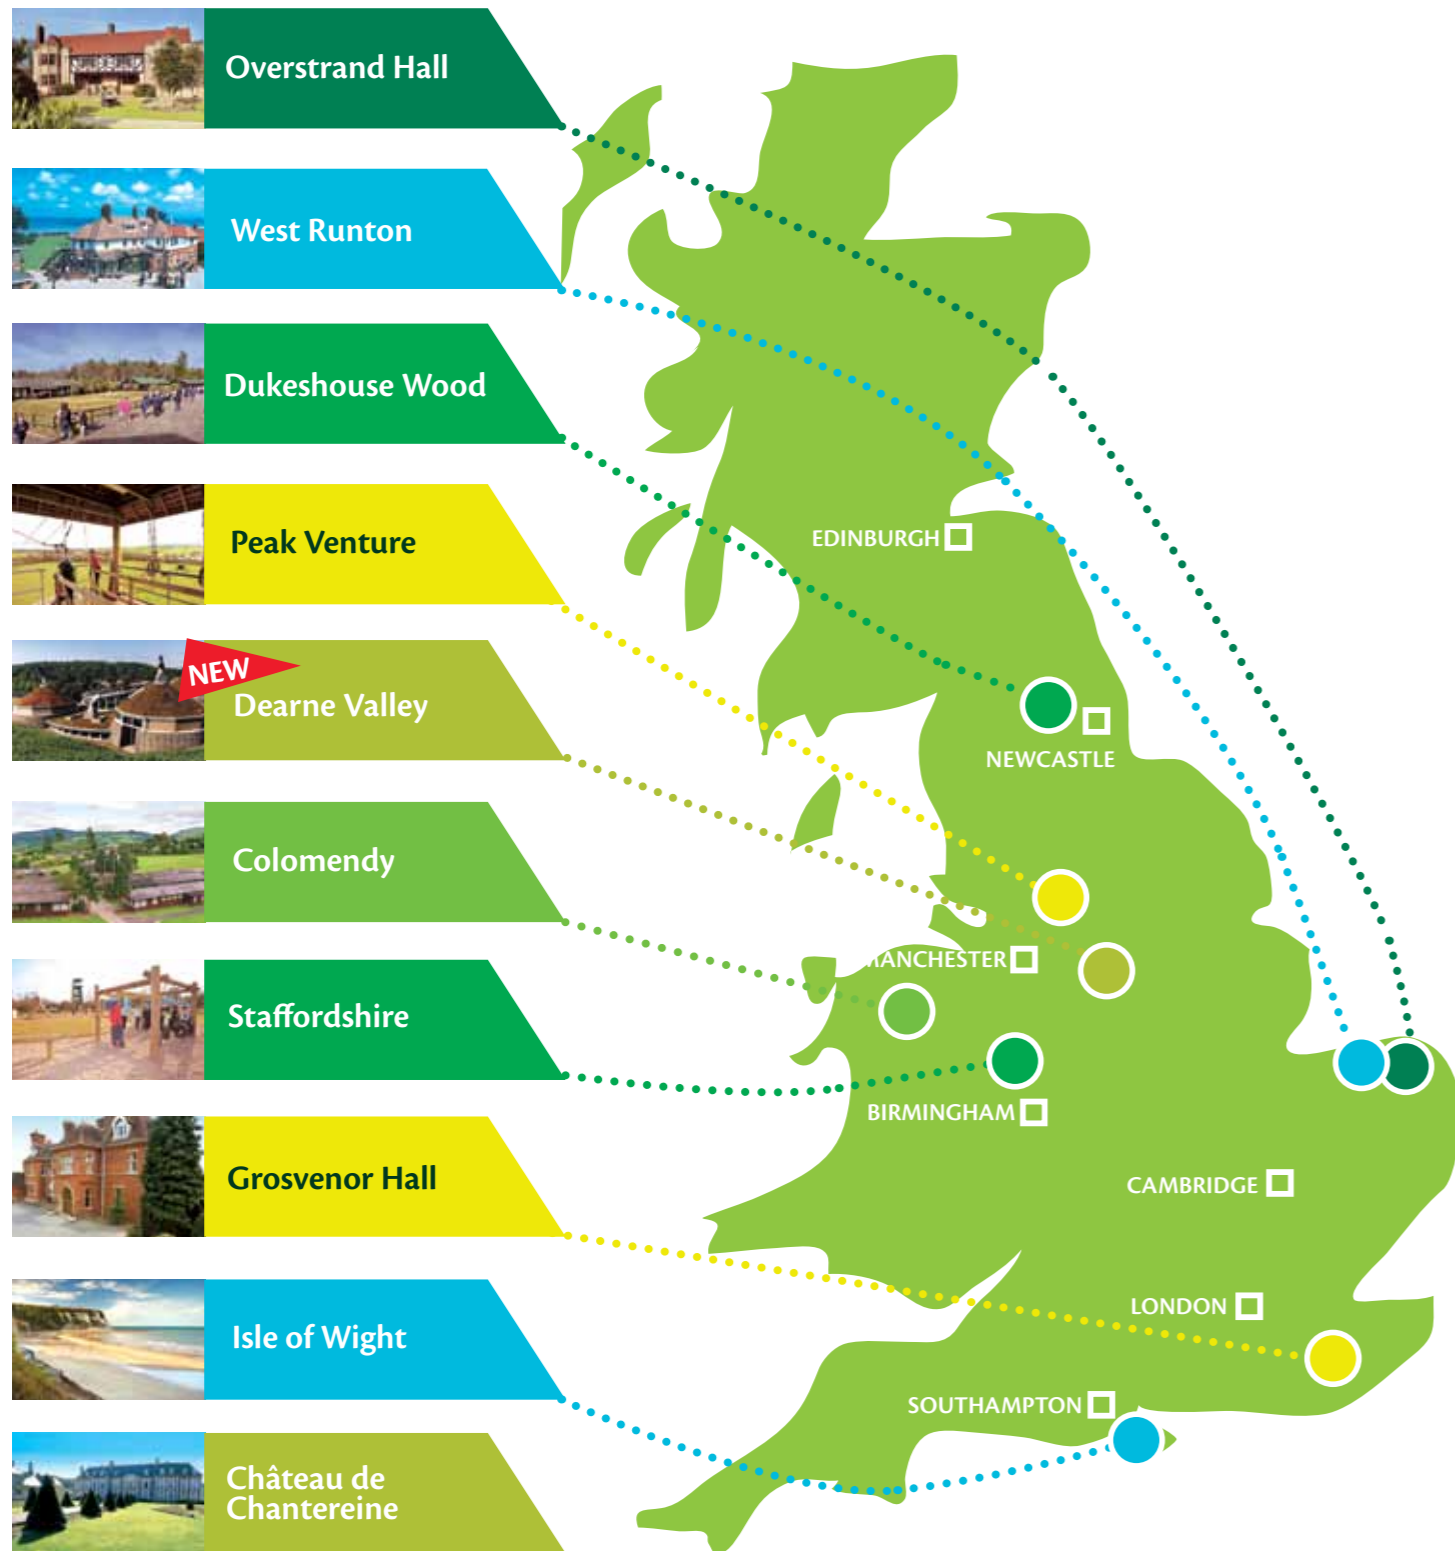 Overstrand Hall
West Runton
Dukeshouse Wood
Peak Venture
NEW
Dearne Valley
Colomendy
Staffordshire
Grosvenor Hall
Isle of Wight
Château de
Chantereine
EDINBURGH
NEWCASTLE
MANCHESTER
BIRMINGHAM
CAMBRIDGE
LONDON
SOUTHAMPTON